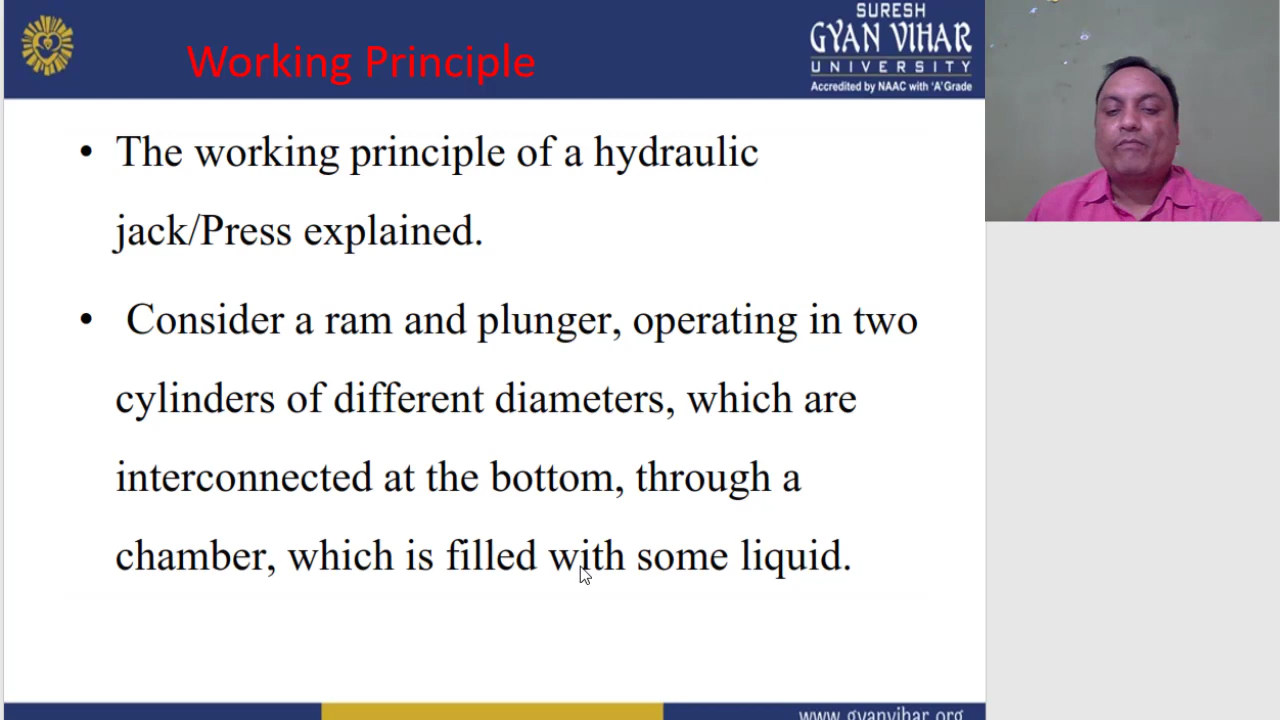 Working Principle
SURESH
GYAN VIHAR
UNIVERSITY
Accredited by NAAC with 'A' Grade
• The working principle of a hydraulic
jack/Press explained.
• Consider a ram and plunger, operating in two
cylinders of different diameters, which are
interconnected at the bottom, through a
chamber, which is filled with some liquid.
www.gyanvihar.org